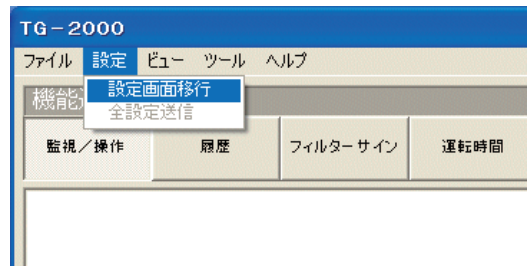 TG-2000
ファイル 設定 ビュー ツール ヘルプ
設定画面移行
機能
全設定送信
監視／操作 履歴 フィルターサイン 運転時間